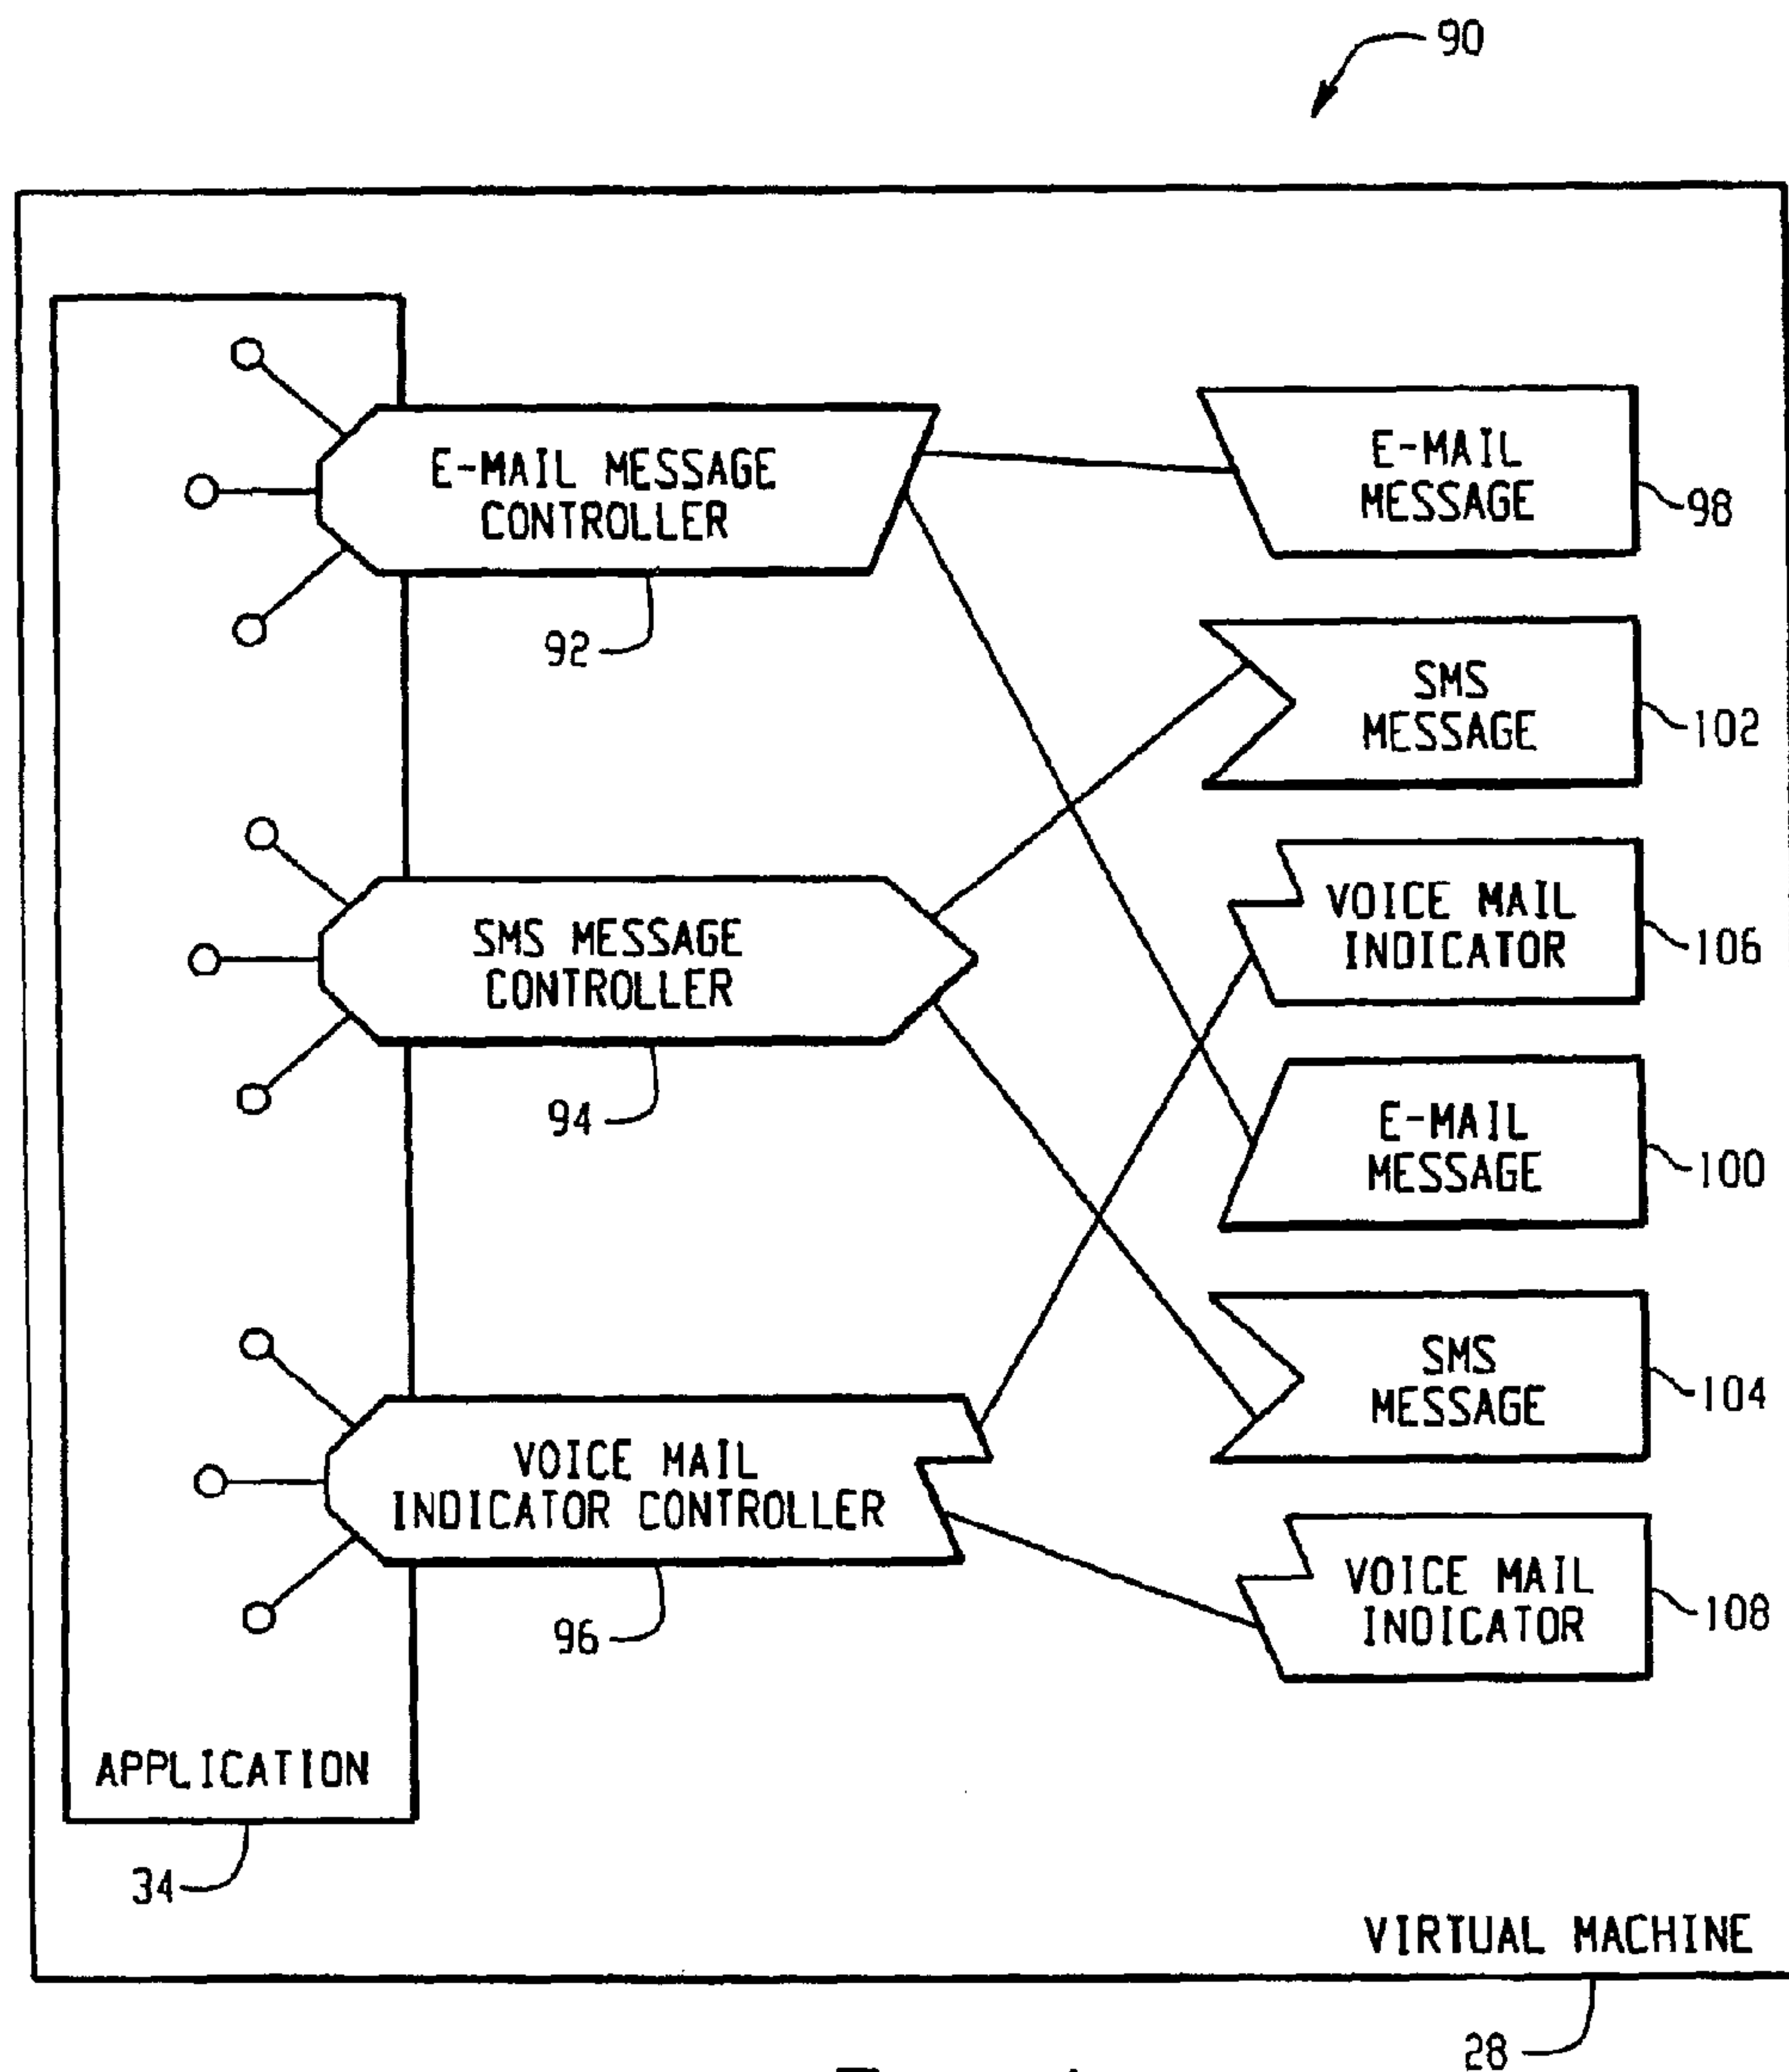 90
E-MAIL MESSAGE
CONTROLLER
92
E-MAIL
MESSAGE
98
SMS
MESSAGE
102
VOICE MAIL
INDICATOR
106
SMS MESSAGE
CONTROLLER
94
E-MAIL
MESSAGE
100
SMS
MESSAGE
104
VOICE MAIL
INDICATOR CONTROLLER
96
VOICE MAIL
INDICATOR
108
APPLICATION
34
VIRTUAL MACHINE
28